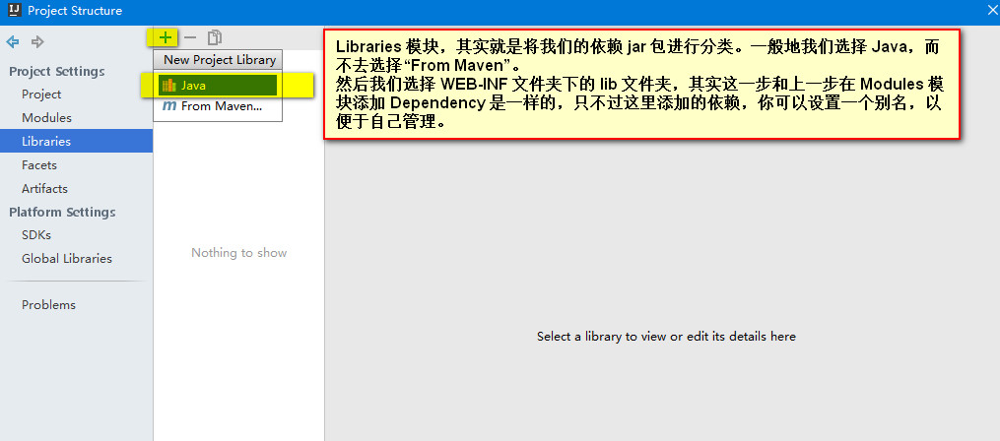 Project Structure
Project Settings
Project
Modules
Libraries
Facets
Artifacts
Platform Settings
SDKs
Global Libraries
Problems
New Project Library
Java
From Maven...
Nothing to show
Libraries 模块，其实就是将我们的依赖 jar 包进行分类。一般地我们选择 Java，而
不去选择“From Maven”。
然后我们选择 WEB-INF 文件夹下的 lib 文件夹，其实这一步和上一步在 Modules 模
块添加 Dependency 是一样的，只不过这里添加的依赖，你可以设置一个别名，以
便于自己管理。
Select a library to view or edit its details here